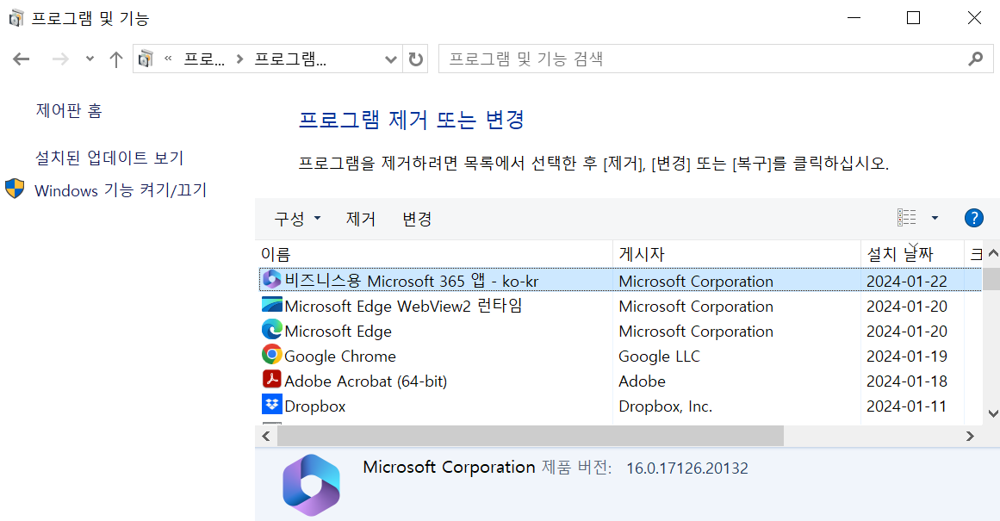 프로그램 및 기능
« 프로... > 프로그램...
프로그램 및 기능 검색
제어판 홈
설치된 업데이트 보기
Windows 기능 켜기/끄기
프로그램 제거 또는 변경
프로그램을 제거하려면 목록에서 선택한 후 [제거], [변경] 또는 [복구]를 클릭하십시오.
구성 제거 변경
이름 게시자 설치 날짜 크
비즈니스용 Microsoft 365 앱 - ko-kr Microsoft Corporation 2024-01-22
Microsoft Edge WebView2 런타임 Microsoft Corporation 2024-01-20
Microsoft Edge Microsoft Corporation 2024-01-20
Google Chrome Google LLC 2024-01-19
Adobe Acrobat (64-bit) Adobe 2024-01-18
Dropbox Dropbox, Inc. 2024-01-11
Microsoft Corporation 제품 버전: 16.0.17126.20132